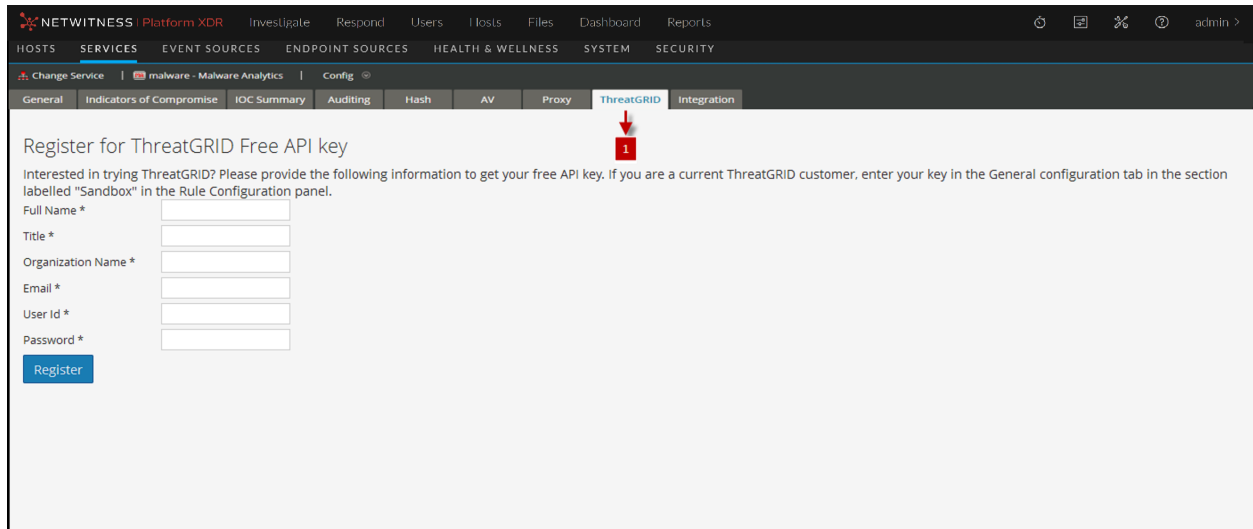 NETWITNESS Platform XDR Investigate Respond Users Hosts Files Dashboard Reports admin >
HOSTS SERVICES EVENT SOURCES ENDPOINT SOURCES HEALTH & WELLNESS SYSTEM SECURITY
Change Service | malware - Malware Analytics | Config
General Indicators of Compromise IOC Summary Auditing Hash AV Proxy ThreatGRID Integration
1
Register for ThreatGRID Free API key
Interested in trying ThreatGRID? Please provide the following information to get your free API key. If you are a current ThreatGRID customer, enter your key in the General configuration tab in the section
labelled "Sandbox" in the Rule Configuration panel.
Full Name *
Title *
Organization Name *
Email *
User Id *
Password *
Register